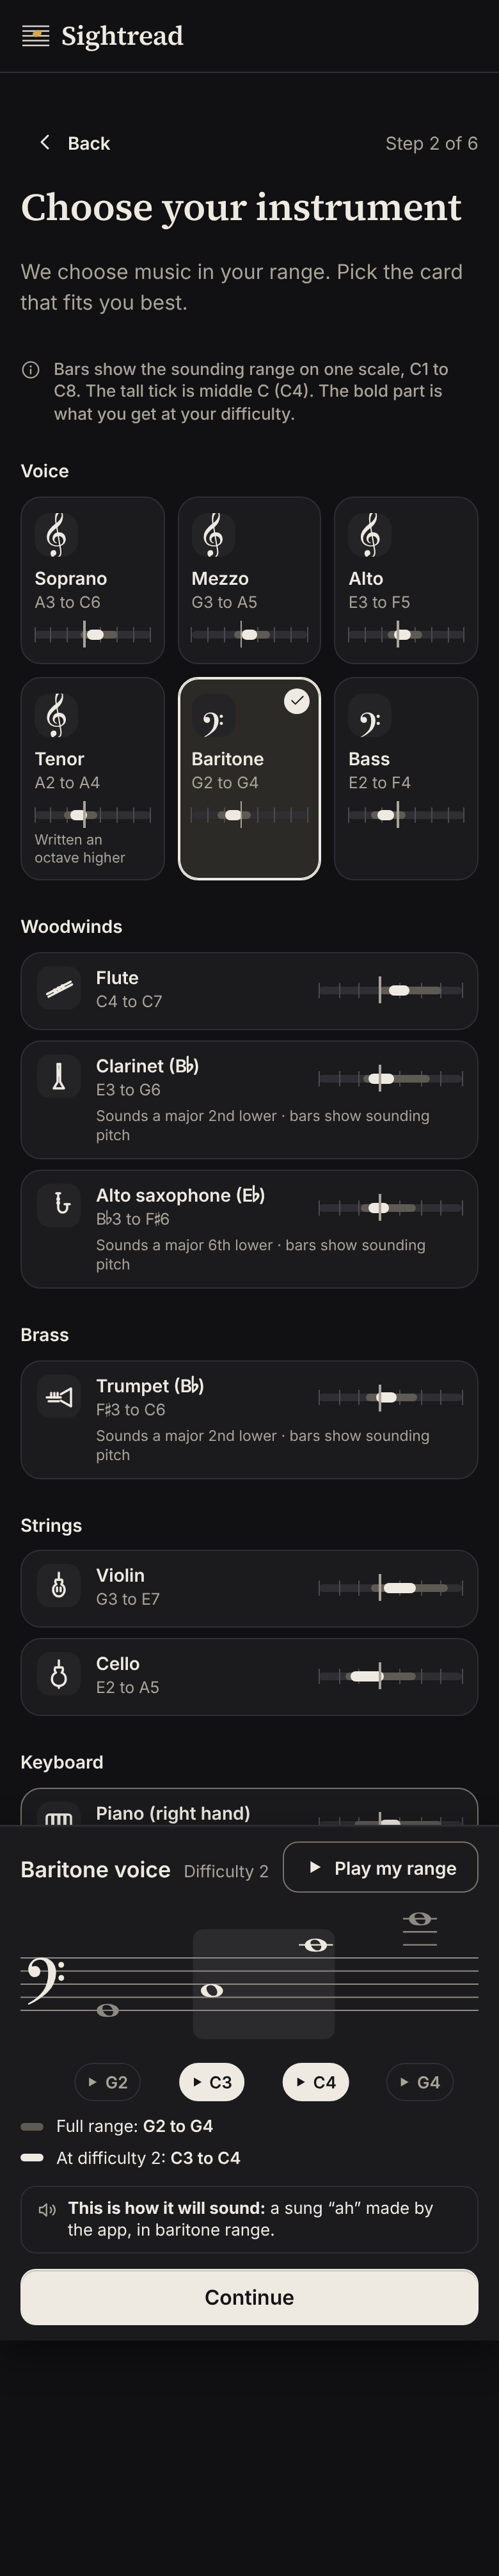 Sightread
Back
Step 2 of 6
Choose your instrument
We choose music in your range. Pick the card
that fits you best.
Bars show the sounding range on one scale, C1 to
C8. The tall tick is middle C (C4). The bold part is
what you get at your difficulty.
Voice
Soprano
A3 to C6
Mezzo
G3 to A5
Alto
E3 to F5
Tenor
A2 to A4
Written an
octave higher
Baritone
G2 to G4
Bass
E2 to F4
Woodwinds
Flute
C4 to C7
Clarinet (B♭)
E3 to G6
Sounds a major 2nd lower · bars show sounding
pitch
Alto saxophone (E♭)
B♭3 to F♯6
Sounds a major 6th lower · bars show sounding
pitch
Brass
Trumpet (B♭)
F♯3 to C6
Sounds a major 2nd lower · bars show sounding
pitch
Strings
Violin
G3 to E7
Cello
E2 to A5
Keyboard
Piano (right hand)
Baritone voice
Difficulty 2
Play my range
G2
C3
C4
G4
Full range: G2 to G4
At difficulty 2: C3 to C4
This is how it will sound: a sung “ah” made by
the app, in baritone range.
Continue